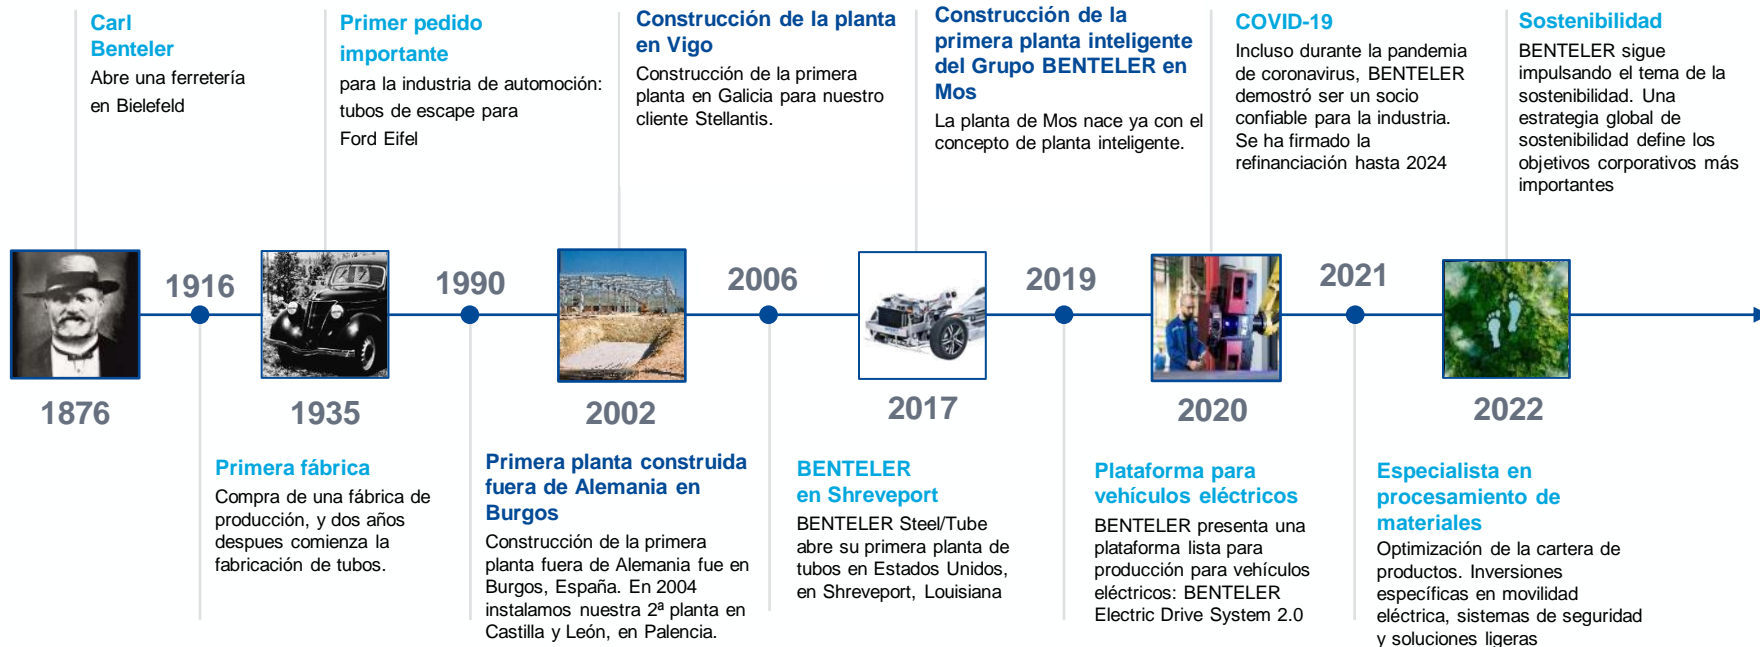 Carl
Benteler
Abre una ferretería
en Bielefeld
Primer pedido
importante
para la industria de automoción:
tubos de escape para
Ford Eifel
Construcción de la planta
en Vigo
Construcción de la primera
planta en Galicia para nuestro
cliente Stellantis.
Construcción de la
primera planta inteligente
del Grupo BENTELER en
Mos
La planta de Mos nace ya con el
concepto de planta inteligente.
COVID-19
Incluso durante la pandemia
de coronavirus, BENTELER
demostró ser un socio
confiable para la industria.
Se ha firmado la
refinanciación hasta 2024
Sostenibilidad
BENTELER sigue
impulsando el tema de la
sostenibilidad. Una
estrategia global de
sostenibilidad define los
objetivos corporativos más
importantes
1916
1990
2006
2019
2021
1876
1935
2002
2017
2020
2022
Primera fábrica
Compra de una fábrica de
producción, y dos años
despues comienza la
fabricación de tubos.
Primera planta construida
fuera de Alemania en
Burgos
Construcción de la primera
planta fuera de Alemania fue en
Burgos, España. En 2004
instalamos nuestra 2ª planta en
Castilla y León, en Palencia.
BENTELER
en Shreveport
BENTELER Steel/Tube
abre su primera planta de
tubos en Estados Unidos,
en Shreveport, Louisiana
Plataforma para
vehículos eléctricos
BENTELER presenta una
plataforma lista para
producción para vehículos
eléctricos: BENTELER
Electric Drive System 2.0
Especialista en
procesamiento de
materiales
Optimización de la cartera de
productos. Inversiones
específicas en movilidad
eléctrica, sistemas de seguridad
y soluciones ligeras